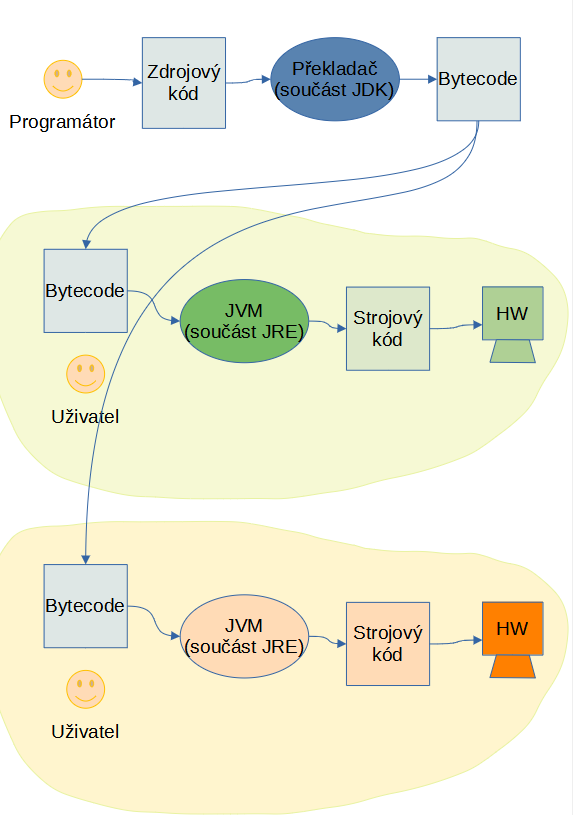 Programátor
Zdrojový
kód
Překladač
(součást JDK)
Bytecode
Bytecode
JVM
(součást JRE)
Strojový
kód
HW
Uživatel
Bytecode
JVM
(součást JRE)
Strojový
kód
HW
Uživatel